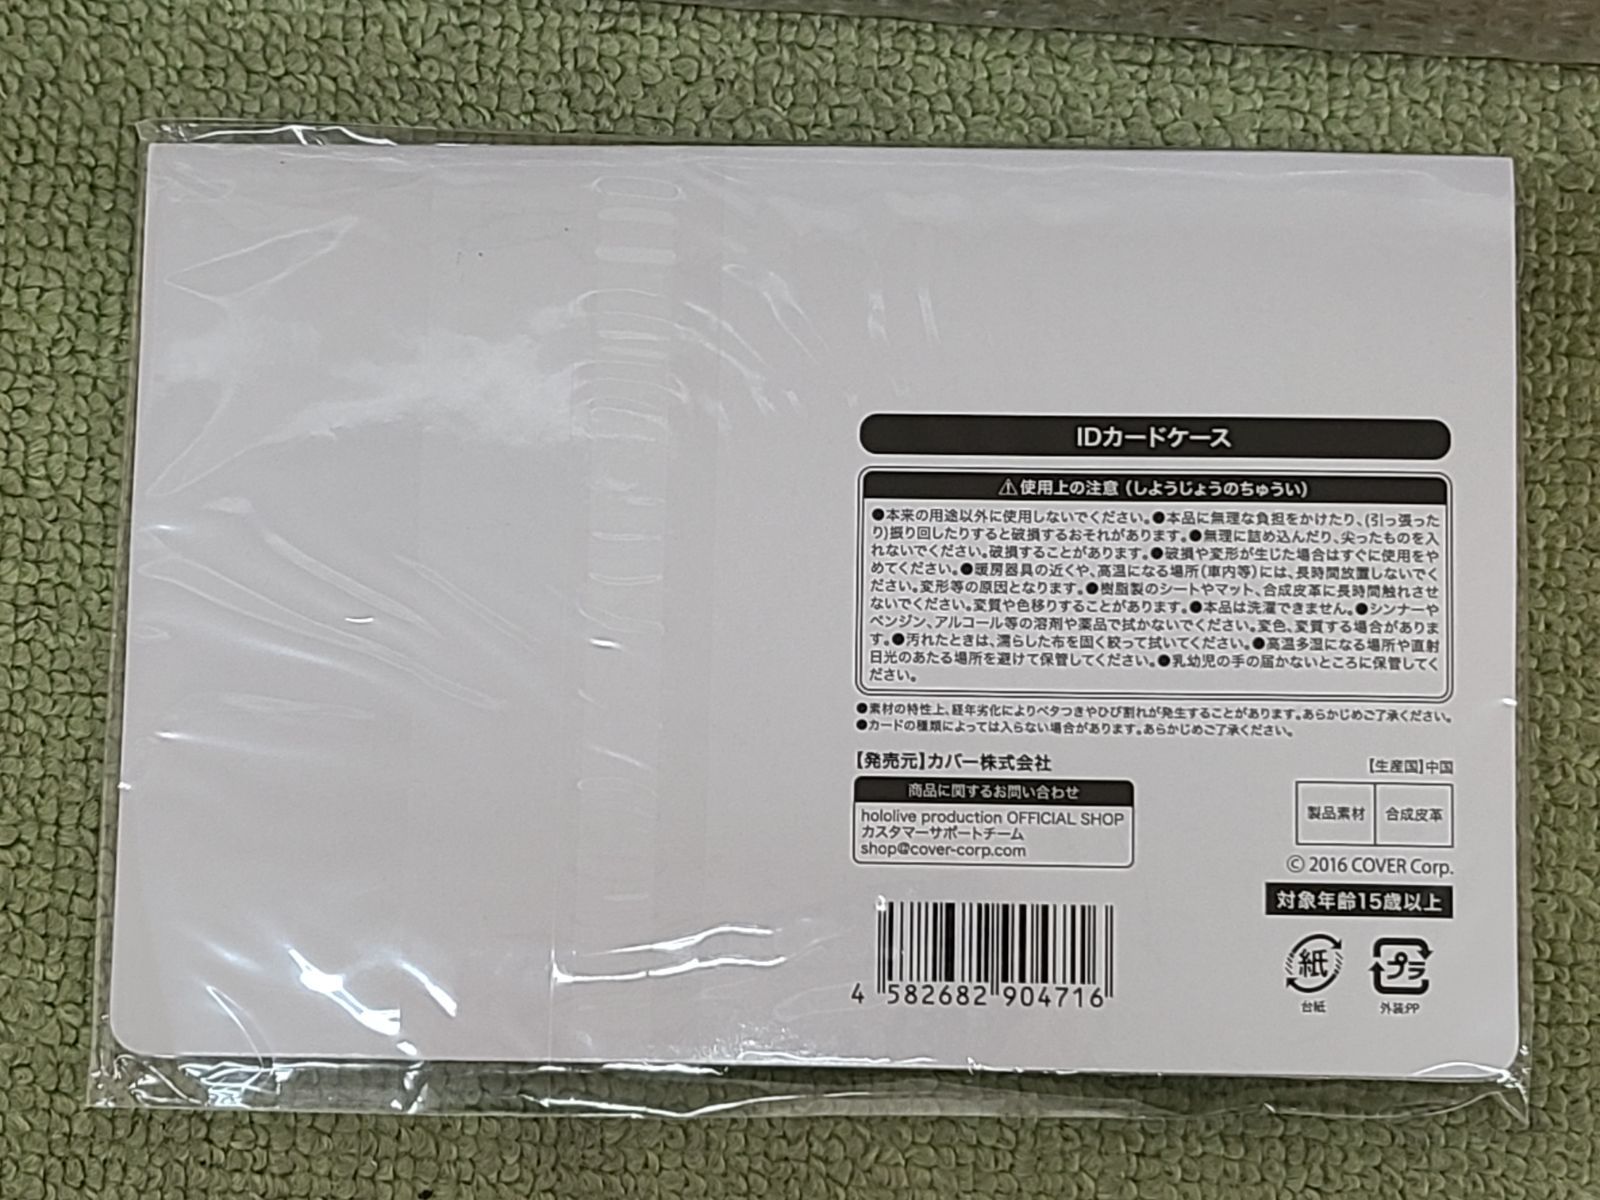 IDカードケース
⚠使用上の注意（しようじょうのちゅうい）
●本来の用途以外に使用しないでください。●本品に無理な負担をかけたり、(引っ張った
り)振り回したりすると破損するおそれがあります。●無理に詰め込んだり、尖ったものを入
れないでください。破損することがあります。●破損や変形が生じた場合はすぐに使用をや
めてください。●暖房器具の近くや、高温になる場所（車内等）には、長時間放置しないでく
ださい。変形等の原因となります。●樹脂製のシートやマット、合成皮革に長時間触れさせ
ないでください。変質や色移りすることがあります。●本品は洗濯できません。●シンナーや
ベンジン、アルコール等の溶剤や薬品で拭かないでください。変色、変質する場合がありま
す。●汚れたときは、濡らした布を固く絞って拭いてください。●高温多湿になる場所や直射
日光のあたる場所を避けて保管してください。●乳幼児の手の届かないところに保管してく
ださい。
●素材の特性上、経年劣化によりベタつきやひび割れが発生することがあります。あらかじめご了承ください。
●カードの種類によっては入らない場合があります。あらかじめご了承ください。
【発売元】カバー株式会社
【生産国】中国
商品に関するお問い合わせ
hololive production OFFICIAL SHOP
カスタマーサポートチーム
shop@cover-corp.com
製品素材 合成皮革
© 2016 COVER Corp.
対象年齢15歳以上
4 582682 904716
紙
台紙
プラ
外装:PP